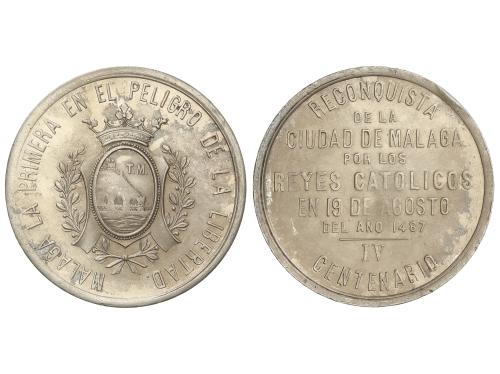 MALAGA LA PRIMERA EN EL PELIGRO DE LA LIBERTAD.
T M
RECONQUISTA
DE LA
CIUDAD DE MALAGA
POR LOS
REYES CATOLICOS
EN 19 DE AGOSTO
DEL AÑO 1487
IV
CENTENARIO